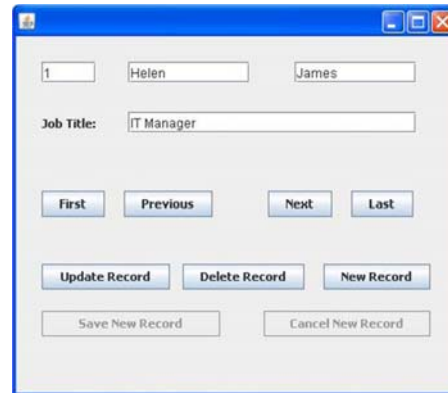 1 Helen James
Job Title: IT Manager
First Previous Next Last
Update Record Delete Record New Record
Save New Record Cancel New Record